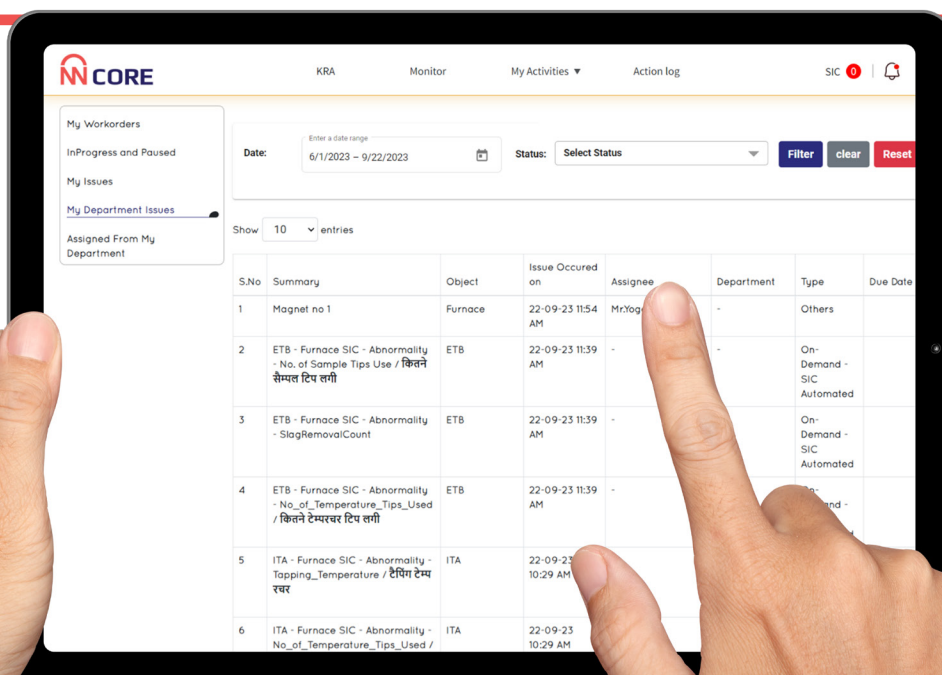 CORE
KRA Monitor My Activities ▼ Action log SIC 0
My Workorders
InProgress and Paused
My Issues
My Department Issues
Assigned From My
Department
Date: Enter a date range
6/1/2023 – 9/22/2023
Status: Select Status Filter clear Reset
Show 10 entries
S.No Summary Object Issue Occured
on Assignee Department Type Due Date
1 Magnet no 1 Furnace 22-09-23 11:54
AM - Others
2 ETB - Furnace SIC - Abnormality
- No. of Sample Tips Use / कितने
सैम्पल टिप लगी
ETB 22-09-23 11:39
AM - - On-
Demand -
SIC
Automated
3 ETB - Furnace SIC - Abnormality
- SlagRemovalCount
ETB 22-09-23 11:39
AM - On-
Demand -
SIC
Automated
4 ETB - Furnace SIC - Abnormality
- No_of_Temperature_Tips_Used
/ कितने टेम्परचर टिप लगी
ETB 22-09-23 11:39
AM -
5 ITA - Furnace SIC - Abnormality -
Tapping_Temperature / टैपिंग टेम्प
रचर
ITA 22-09-23
10:29 AM
6 ITA - Furnace SIC - Abnormality -
No_of_Temperature_Tips_Used /
ITA 22-09-23
10:29 AM